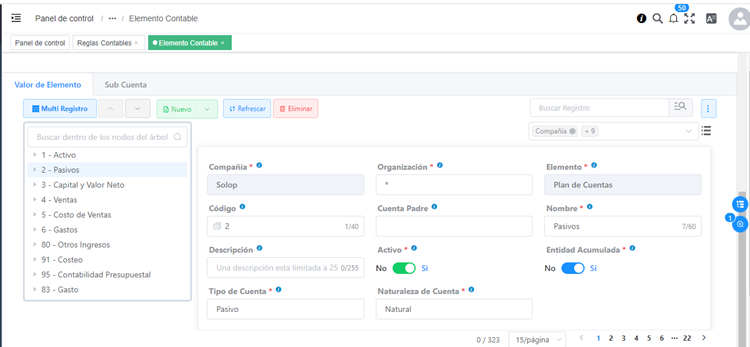 Panel de control / ··· / Elemento Contable
50
Panel de control
Reglas Contables ×
Elemento Contable ×
Valor de Elemento
Sub Cuenta
Multi Registro
Nuevo
Refrescar
Eliminar
Buscar Registro
Compañía
+ 9
Buscar dentro de los nodos del árbol
1 - Activo
2 - Pasivos
3 - Capital y Valor Neto
4 - Ventas
5 - Costo de Ventas
6 - Gastos
80 - Otros Ingresos
91 - Costeo
95 - Contabilidad Presupuestal
83 - Gasto
Compañía *
Organización *
Elemento *
Solop
*
Plan de Cuentas
Código
Cuenta Padre
Nombre *
2
1/40
Pasivos
7/60
Descripción
Activo *
Entidad Acumulada *
Una descripción esta limitada a 25
0/255
No
Si
No
Si
Tipo de Cuenta *
Naturaleza de Cuenta *
Pasivo
Natural
1
0 / 323
15/página
1 2 3 4 5 6 ··· 22